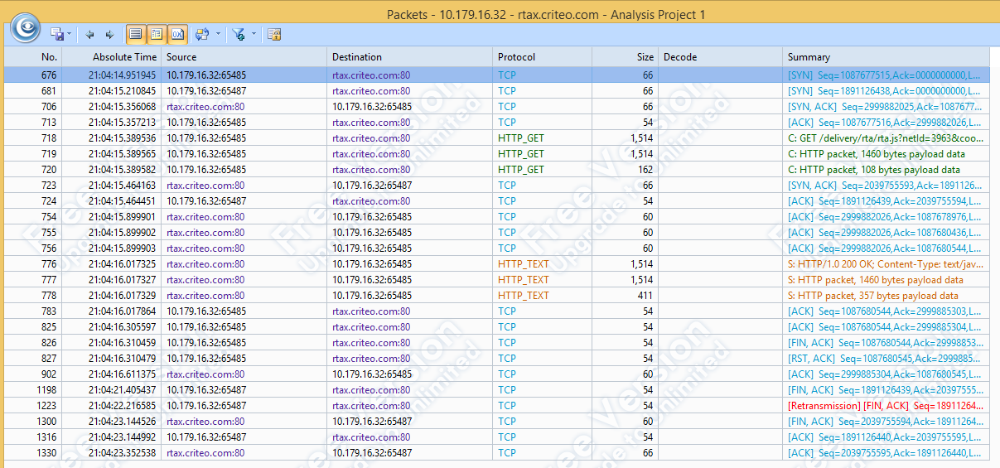 Packets - 10.179.16.32 - rtax.criteo.com - Analysis Project 1
No. Absolute Time Source Destination Protocol Size Decode Summary
676 21:04:14.951945 10.179.16.32:65485 rtax.criteo.com:80 TCP 66 [SYN] Seq=1087677515,Ack=0000000000,L...
681 21:04:15.210845 10.179.16.32:65487 rtax.criteo.com:80 TCP 66 [SYN] Seq=1891126438,Ack=0000000000,L...
706 21:04:15.356068 rtax.criteo.com:80 10.179.16.32:65485 TCP 66 [SYN, ACK] Seq=2999882025,Ack=1087677...
713 21:04:15.357213 10.179.16.32:65485 rtax.criteo.com:80 TCP 54 [ACK] Seq=1087677516,Ack=2999882026,L...
718 21:04:15.389536 10.179.16.32:65485 rtax.criteo.com:80 HTTP_GET 1,514 C: GET /delivery/rta/rta.js?netId=3963&coo...
719 21:04:15.389565 10.179.16.32:65485 rtax.criteo.com:80 HTTP_GET 1,514 C: HTTP packet, 1460 bytes payload data
720 21:04:15.389582 10.179.16.32:65485 rtax.criteo.com:80 HTTP_GET 162 C: HTTP packet, 108 bytes payload data
723 21:04:15.464163 rtax.criteo.com:80 10.179.16.32:65487 TCP 66 [SYN, ACK] Seq=2039755593,Ack=189112６...
724 21:04:15.464451 10.179.16.32:65487 rtax.criteo.com:80 TCP 54 [ACK] Seq=1891126439,Ack=2039755594,L...
754 21:04:15.899901 rtax.criteo.com:80 10.179.16.32:65485 TCP 60 [ACK] Seq=2999882026,Ack=1087678976,L...
755 21:04:15.899902 rtax.criteo.com:80 10.179.16.32:65485 TCP 60 [ACK] Seq=2999882026,Ack=1087680436,L...
756 21:04:15.899903 rtax.criteo.com:80 10.179.16.32:65485 TCP 60 [ACK] Seq=2999882026,Ack=1087680544,L...
776 21:04:16.017325 rtax.criteo.com:80 10.179.16.32:65485 HTTP_TEXT 1,514 S: HTTP/1.0 200 OK; Content-Type: text/jav...
777 21:04:16.017327 rtax.criteo.com:80 10.179.16.32:65485 HTTP_TEXT 1,514 S: HTTP packet, 1460 bytes payload data
778 21:04:16.017329 rtax.criteo.com:80 10.179.16.32:65485 HTTP_TEXT 411 S: HTTP packet, 357 bytes payload data
783 21:04:16.017864 10.179.16.32:65485 rtax.criteo.com:80 TCP 54 [ACK] Seq=1087680544,Ack=2999885303,L...
825 21:04:16.305597 10.179.16.32:65485 rtax.criteo.com:80 TCP 54 [ACK] Seq=1087680544,Ack=2999885304,L...
826 21:04:16.310459 10.179.16.32:65485 rtax.criteo.com:80 TCP 54 [FIN, ACK] Seq=1087680544,Ack=29998853...
827 21:04:16.310479 10.179.16.32:65485 rtax.criteo.com:80 TCP 54 [RST, ACK] Seq=1087680545,Ack=2999885...
902 21:04:16.611375 rtax.criteo.com:80 10.179.16.32:65485 TCP 60 [ACK] Seq=2999885304,Ack=1087680545,L...
1198 21:04:21.405437 10.179.16.32:65487 rtax.criteo.com:80 TCP 54 [FIN, ACK] Seq=1891126439,Ack=20397555...
1223 21:04:22.216585 10.179.16.32:65487 rtax.criteo.com:80 TCP 54 [Retransmission] [FIN, ACK] Seq=18911264...
1300 21:04:23.144526 rtax.criteo.com:80 10.179.16.32:65487 TCP 60 [FIN, ACK] Seq=2039755594,Ack=18911264...
1316 21:04:23.144992 10.179.16.32:65487 rtax.criteo.com:80 TCP 54 [ACK] Seq=1891126440,Ack=2039755595,L...
1330 21:04:23.352538 rtax.criteo.com:80 10.179.16.32:65487 TCP 66 [ACK] Seq=2039755595,Ack=1891126440,L...
Free Version
Upgrade to Unlimited